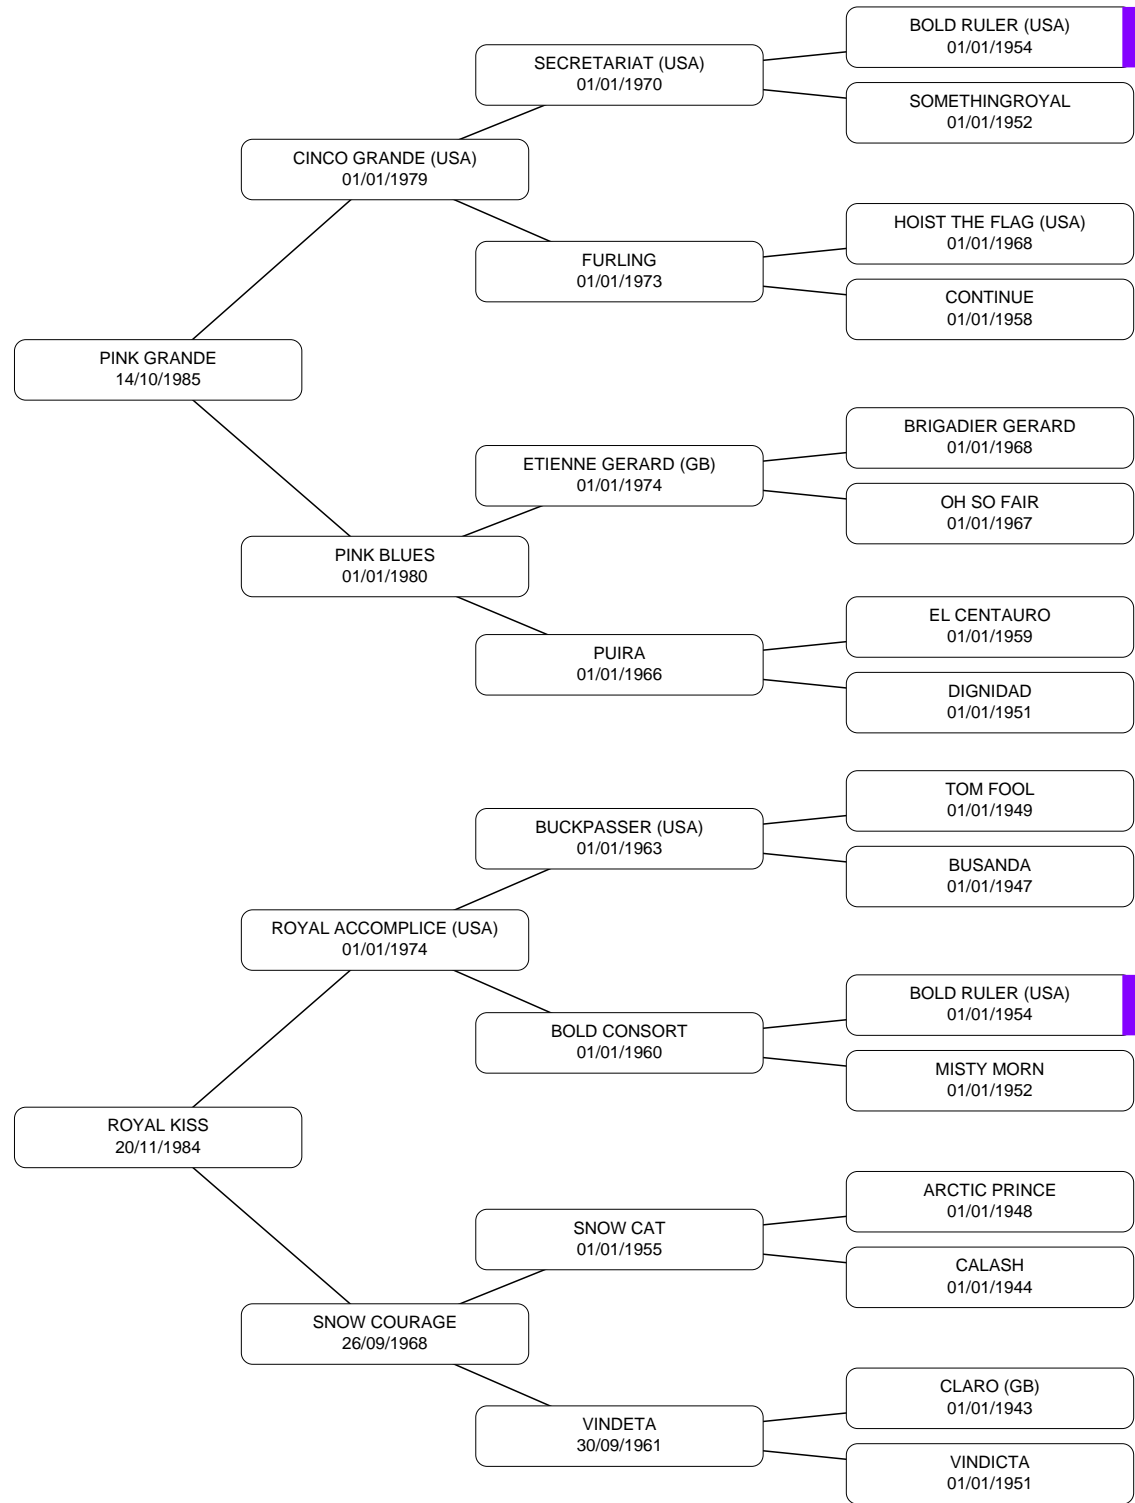 BOLD RULER (USA)
01/01/1954
SECRETARIAT (USA)
01/01/1970
SOMETHINGROYAL
01/01/1952
CINCO GRANDE (USA)
01/01/1979
HOIST THE FLAG (USA)
01/01/1968
FURLING
01/01/1973
CONTINUE
01/01/1958
PINK GRANDE
14/10/1985
BRIGADIER GERARD
01/01/1968
ETIENNE GERARD (GB)
01/01/1974
OH SO FAIR
01/01/1967
PINK BLUES
01/01/1980
EL CENTAURO
01/01/1959
PUIRA
01/01/1966
DIGNIDAD
01/01/1951
TOM FOOL
01/01/1949
BUCKPASSER (USA)
01/01/1963
BUSANDA
01/01/1947
ROYAL ACCOMPLICE (USA)
01/01/1974
BOLD RULER (USA)
01/01/1954
BOLD CONSORT
01/01/1960
MISTY MORN
01/01/1952
ROYAL KISS
20/11/1984
ARCTIC PRINCE
01/01/1948
SNOW CAT
01/01/1955
CALASH
01/01/1944
SNOW COURAGE
26/09/1968
CLARO (GB)
01/01/1943
VINDETA
30/09/1961
VINDICTA
01/01/1951